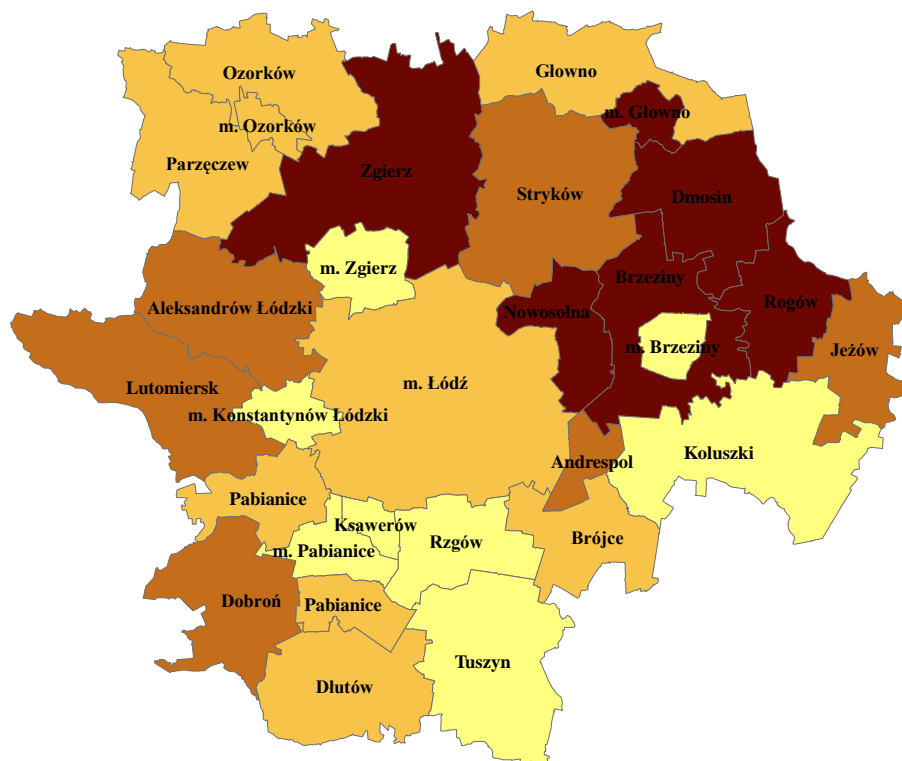 Ozorków
Głowno
m. Ozorków
m. Głowno
Parzęczew
Zgierz
Stryków
Dmosin
m. Zgierz
Brzeziny
Aleksandrów Łódzki
Nowosolna
Rogów
m. Brzeziny
Jeżów
Lutomiersk
m. Łódź
m. Konstantynów Łódzki
Koluszki
Andrespol
Pabianice
Ksawerów
Rzgów
Brójce
m. Pabianice
Dobroń
Pabianice
Tuszyn
Dłutów